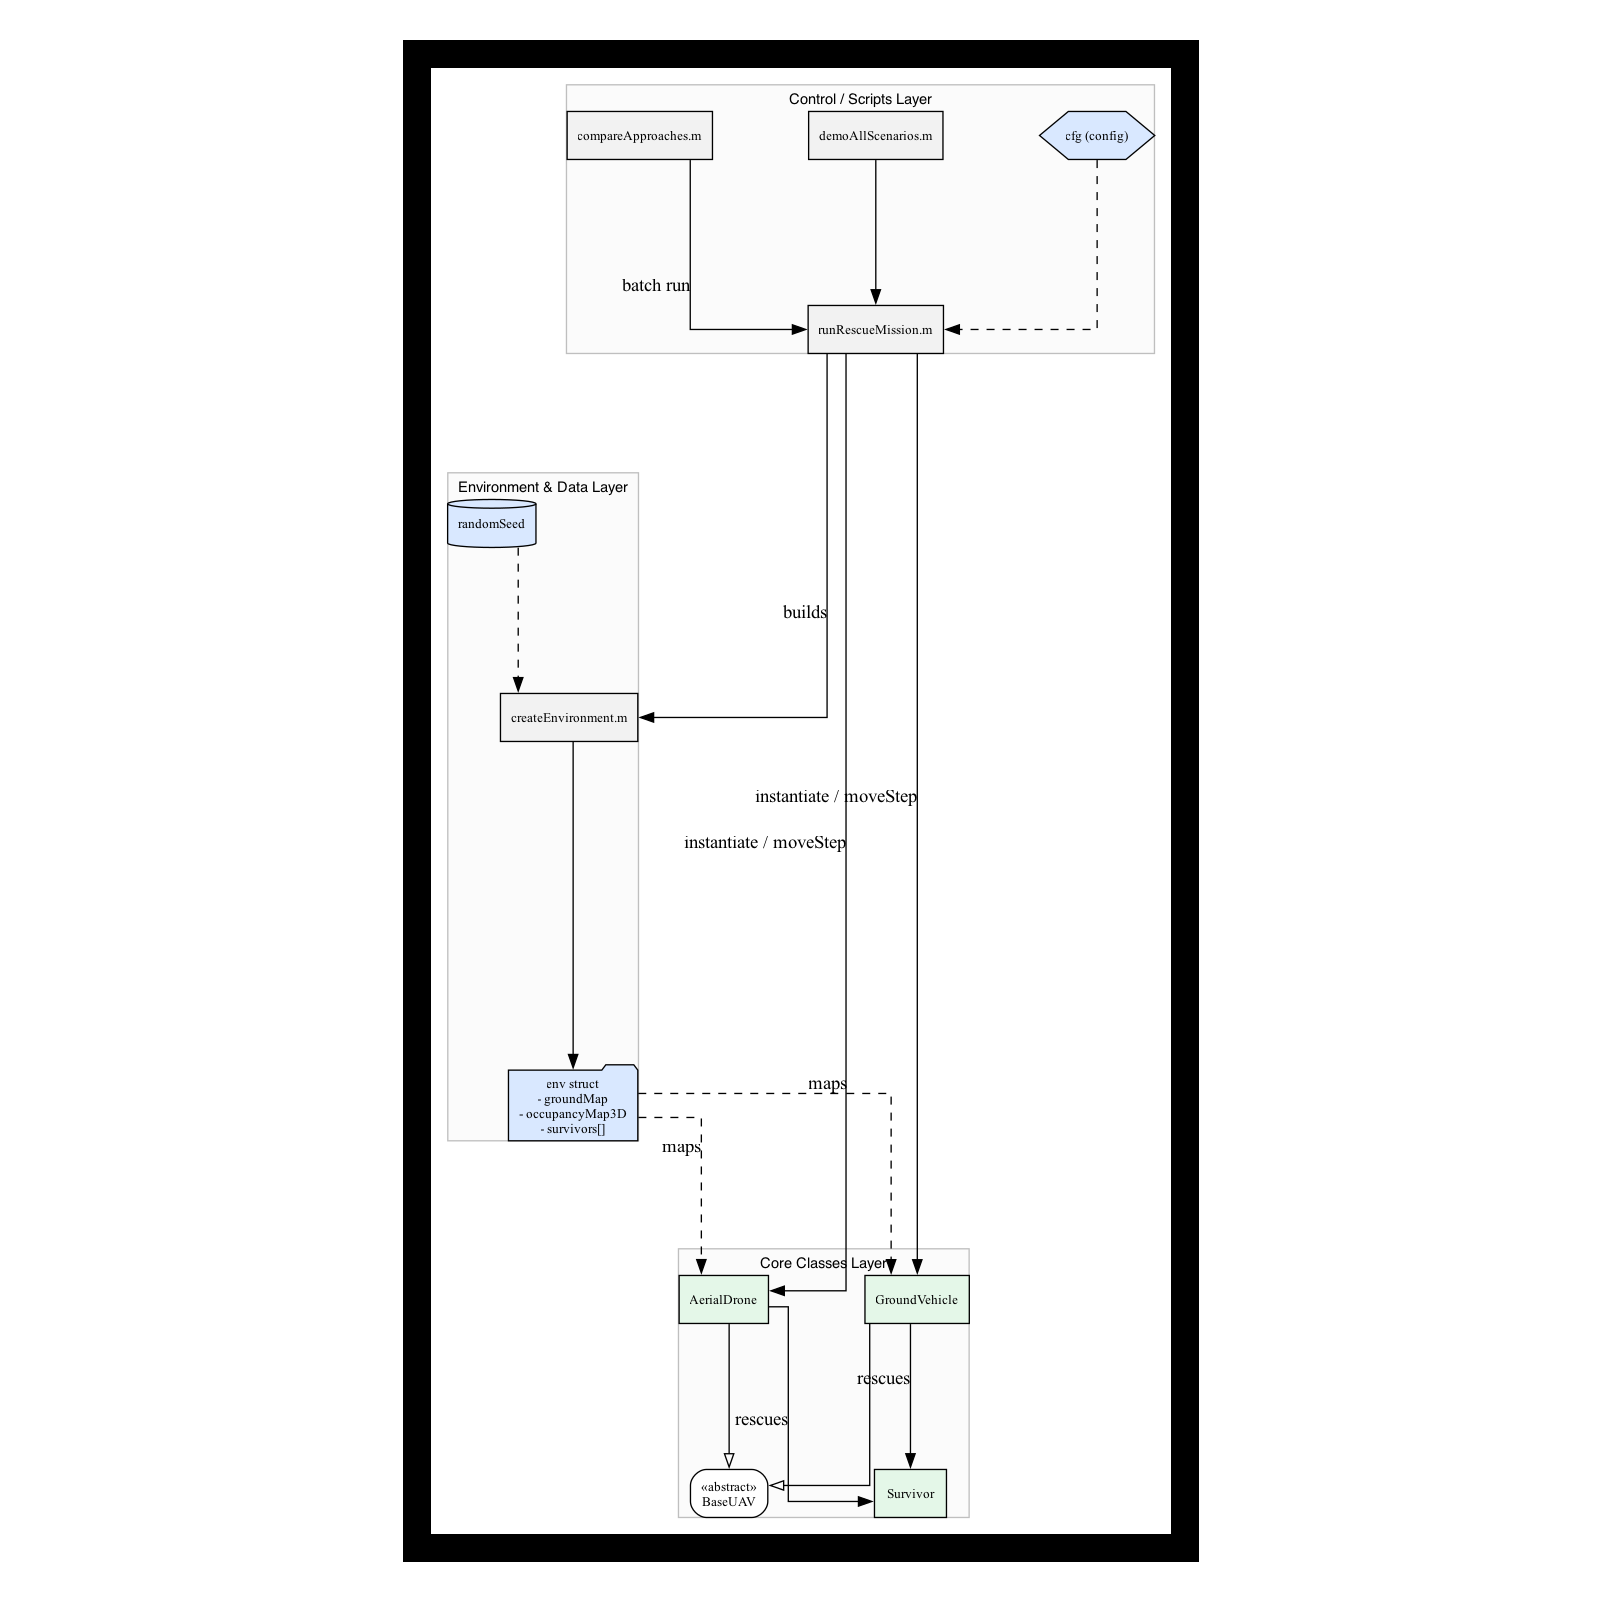 Control / Scripts Layer
compareApproaches.m
demoAllScenarios.m
cfg (config)
batch run
runRescueMission.m
Environment & Data Layer
randomSeed
builds
createEnvironment.m
instantiate / moveStep
instantiate / moveStep
env struct
- groundMap
- occupancyMap3D
- survivors[]
maps
maps
Core Classes Layer
AerialDrone
GroundVehicle
rescues
rescues
«abstract»
BaseUAV
Survivor